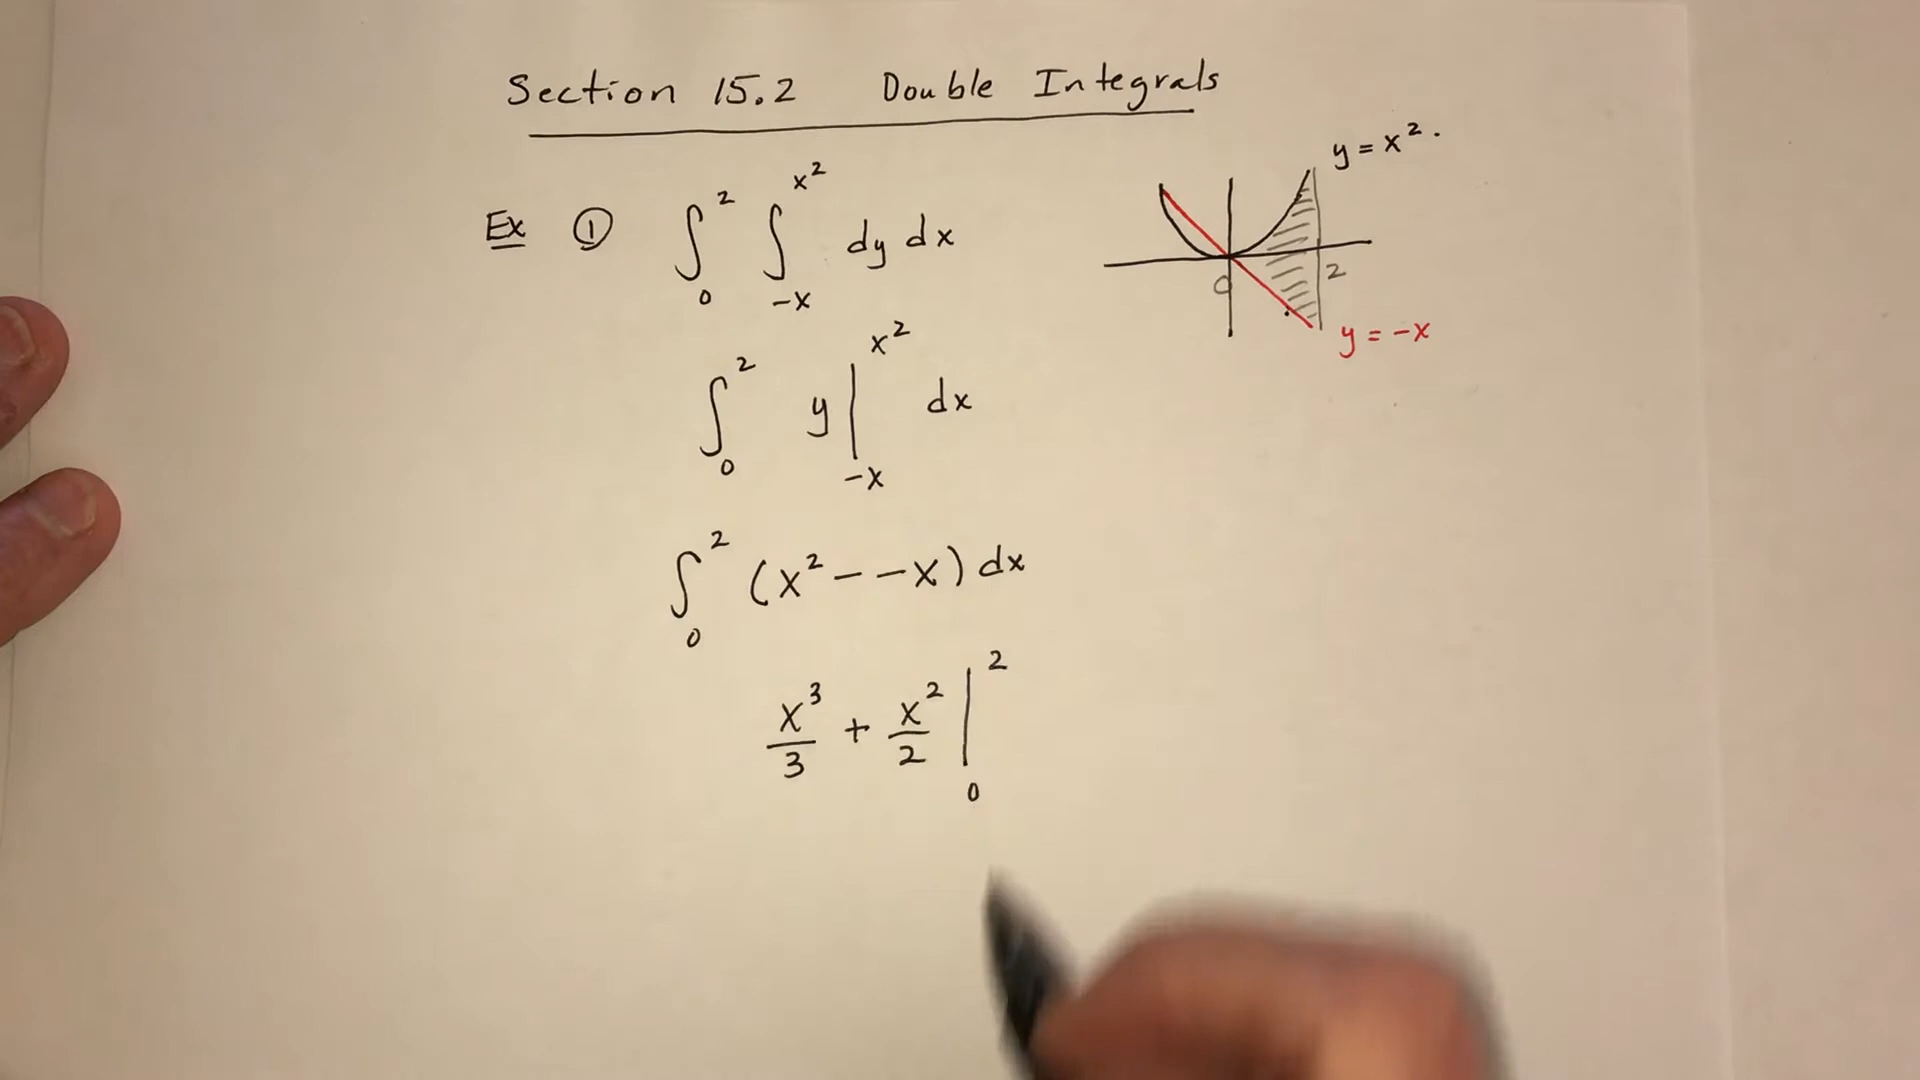 Section 15.2 Double Integrals
Ex ① ∫₀² ∫₋ₓ^x² dy dx
y = x².
0 2
y = -x
∫₀² y |₋ₓ^x² dx
∫₀² (x² - -x) dx
x³/3 + x²/2 |₀²